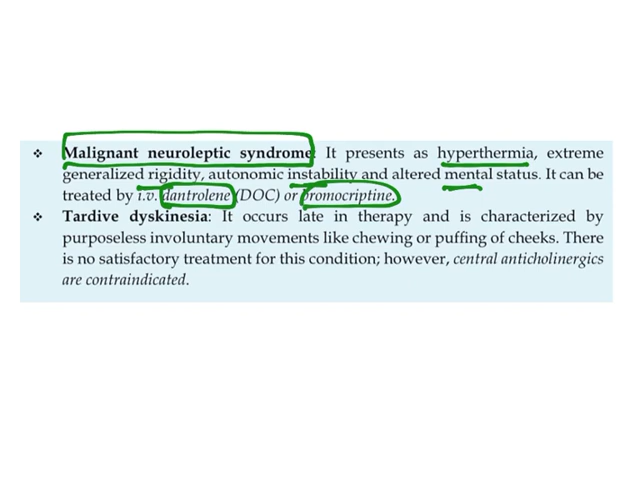 ❖ Malignant neuroleptic syndrome: It presents as hyperthermia, extreme
generalized rigidity, autonomic instability and altered mental status. It can be
treated by i.v. dantrolene (DOC) or bromocriptine.
❖ Tardive dyskinesia: It occurs late in therapy and is characterized by
purposeless involuntary movements like chewing or puffing of cheeks. There
is no satisfactory treatment for this condition; however, central anticholinergics
are contraindicated.